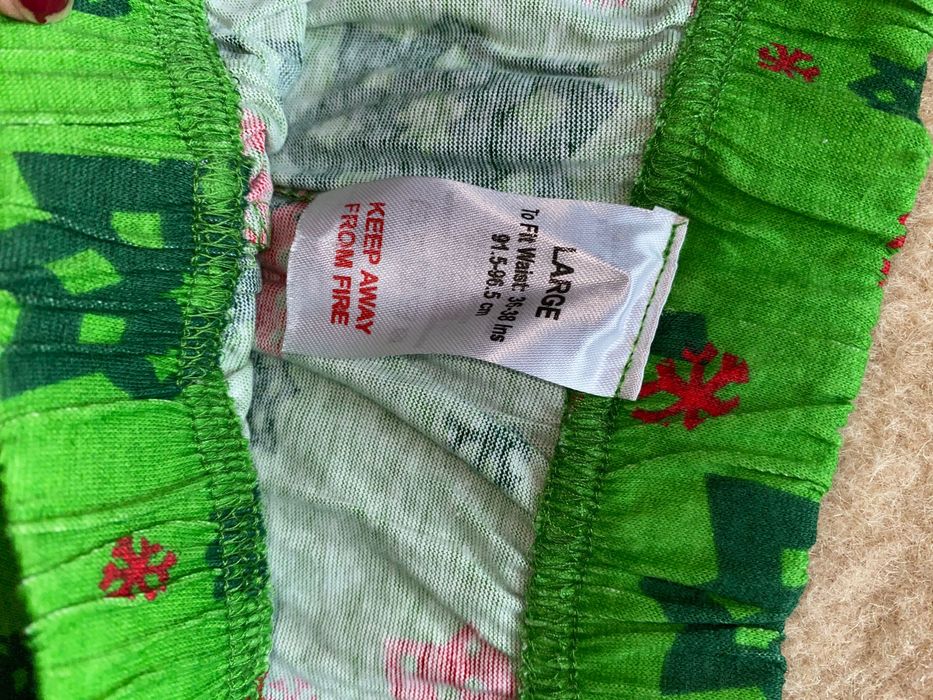 LARGE
To Fit Waist: 36-38 Ins
91.5-96.5 cm
KEEP AWAY
FROM FIRE